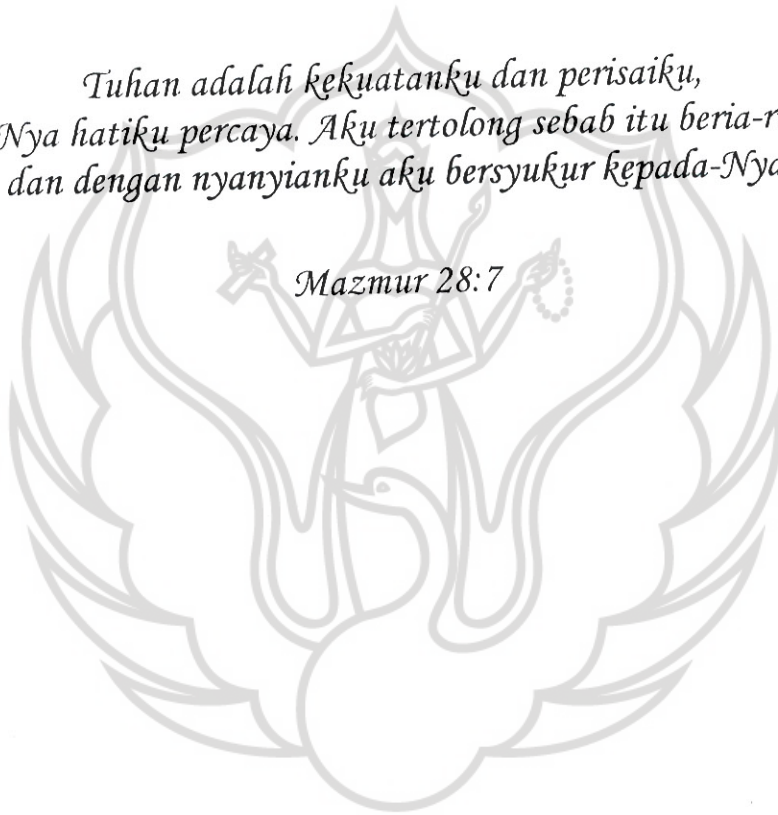 Tuhan adalah kekuatanku dan perisaiku,
Nya hatiku percaya. Aku tertolong sebab itu beria-r
dan dengan nyanyianku aku bersyukur kepada-Nya
Mazmur 28:7